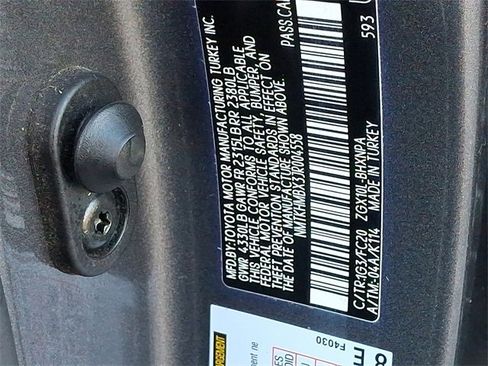 MFD.BY:TOYOTA MOTOR MANUFACTURING TURKEY INC.
GVWR 4330LB GAWR FR 2315LB RR 2380LB
THIS VEHICLE CONFORMS TO ALL APPLICABLE
FEDERAL MOTOR VEHICLE SAFETY, BUMPER, AND
THEFT PREVENTION STANDARDS IN EFFECT ON
THE DATE OF MANUFACTURE SHOWN ABOVE.
NMTKHMBX3JR004558 PASS.CA
C/TR:1G3/FC20 ZGX10L-BHXNPA
A/TM:-04A/K114 MADE IN TURKEY 593
F4030